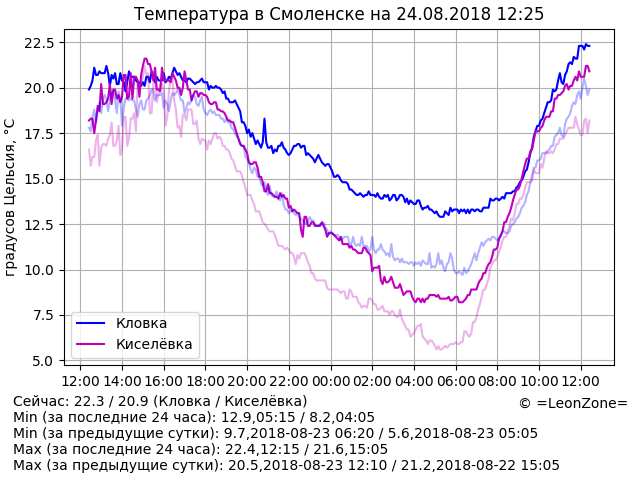 Температура в Смоленске на 24.08.2018 12:25
градусов Цельсия, °C
22.5
20.0
17.5
15.0
12.5
10.0
7.5
5.0
Кловка
Киселёвка
12:00 14:00 16:00 18:00 20:00 22:00 00:00 02:00 04:00 06:00 08:00 10:00 12:00
Сейчас: 22.3 / 20.9 (Кловка / Киселёвка)
© =LeonZone=
Min (за последние 24 часа): 12.9,05:15 / 8.2,04:05
Min (за предыдущие сутки): 9.7,2018-08-23 06:20 / 5.6,2018-08-23 05:05
Max (за последние 24 часа): 22.4,12:15 / 21.6,15:05
Max (за предыдущие сутки): 20.5,2018-08-23 12:10 / 21.2,2018-08-22 15:05